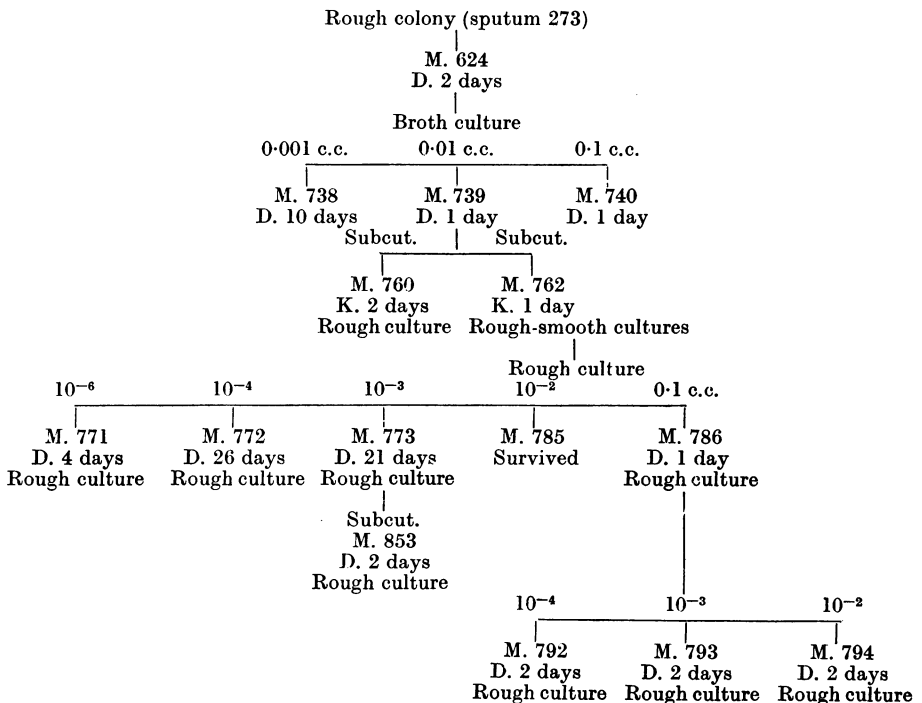 Rough colony (sputum 273)
M. 624
D. 2 days
Broth culture
0·001 c.c. 0·01 c.c. 0·1 c.c.
M. 738 M. 739 M. 740
D. 10 days D. 1 day D. 1 day
Subcut. Subcut.
M. 760 M. 762
K. 2 days K. 1 day
Rough culture Rough-smooth cultures
Rough culture
10⁻⁶ 10⁻⁴ 10⁻³ 10⁻² 0·1 c.c.
M. 771 M. 772 M. 773 M. 785 M. 786
D. 4 days D. 26 days D. 21 days Survived D. 1 day
Rough culture Rough culture Rough culture Rough culture
Subcut.
M. 853
D. 2 days
Rough culture
10⁻⁴ 10⁻³ 10⁻²
M. 792 M. 793 M. 794
D. 2 days D. 2 days D. 2 days
Rough culture Rough culture Rough culture